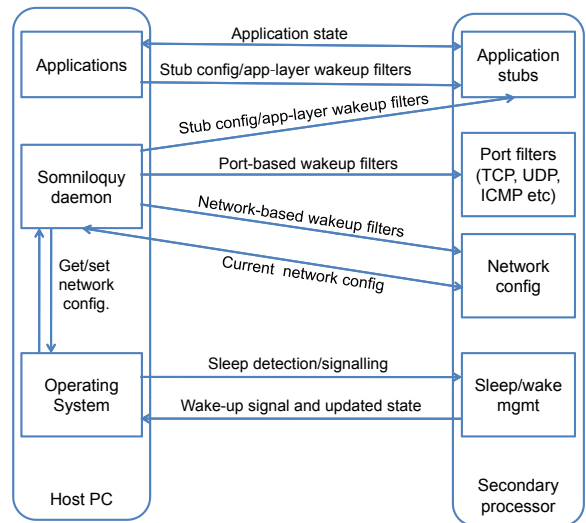 Application state
Applications
Application
stubs
Stub config/app-layer wakeup filters
Stub config/app-layer wakeup filters
Somniloquy
daemon
Port-based wakeup filters
Port filters
(TCP, UDP,
ICMP etc)
Network-based wakeup filters
Current network config
Network
config
Get/set
network
config.
Operating
System
Sleep detection/signalling
Wake-up signal and updated state
Sleep/wake
mgmt
Host PC
Secondary
processor